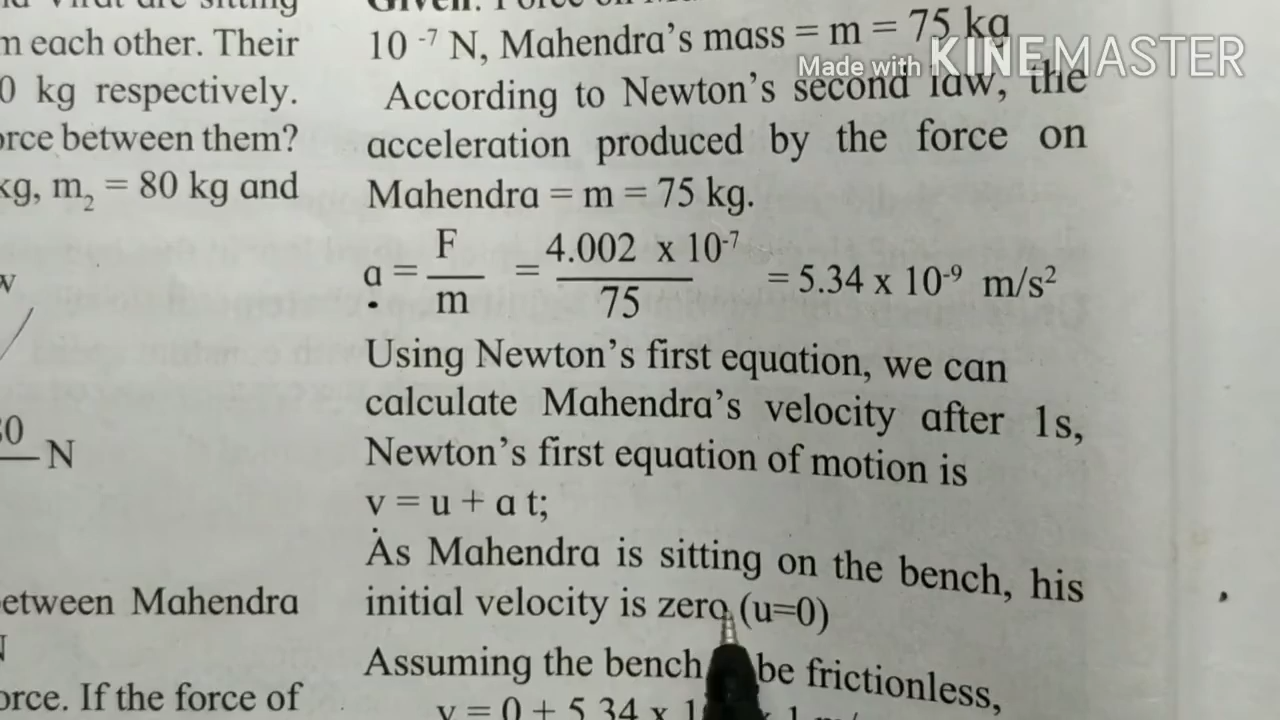 m each other. Their
0 kg respectively.
orce between them?
kg, m₂ = 80 kg and
N
etween Mahendra
orce. If the force of
10 ⁻⁷ N, Mahendra's mass = m = 75 kg
Made with KINEMASTER
According to Newton's second law, the
acceleration produced by the force on
Mahendra = m = 75 kg.
a = F/m = 4.002 x 10⁻⁷/75 = 5.34 x 10⁻⁹ m/s²
Using Newton's first equation, we can
calculate Mahendra's velocity after 1s,
Newton's first equation of motion is
v = u + a t;
As Mahendra is sitting on the bench, his
initial velocity is zero (u=0)
Assuming the bench be frictionless,
v = 0 + 5.34 x 1